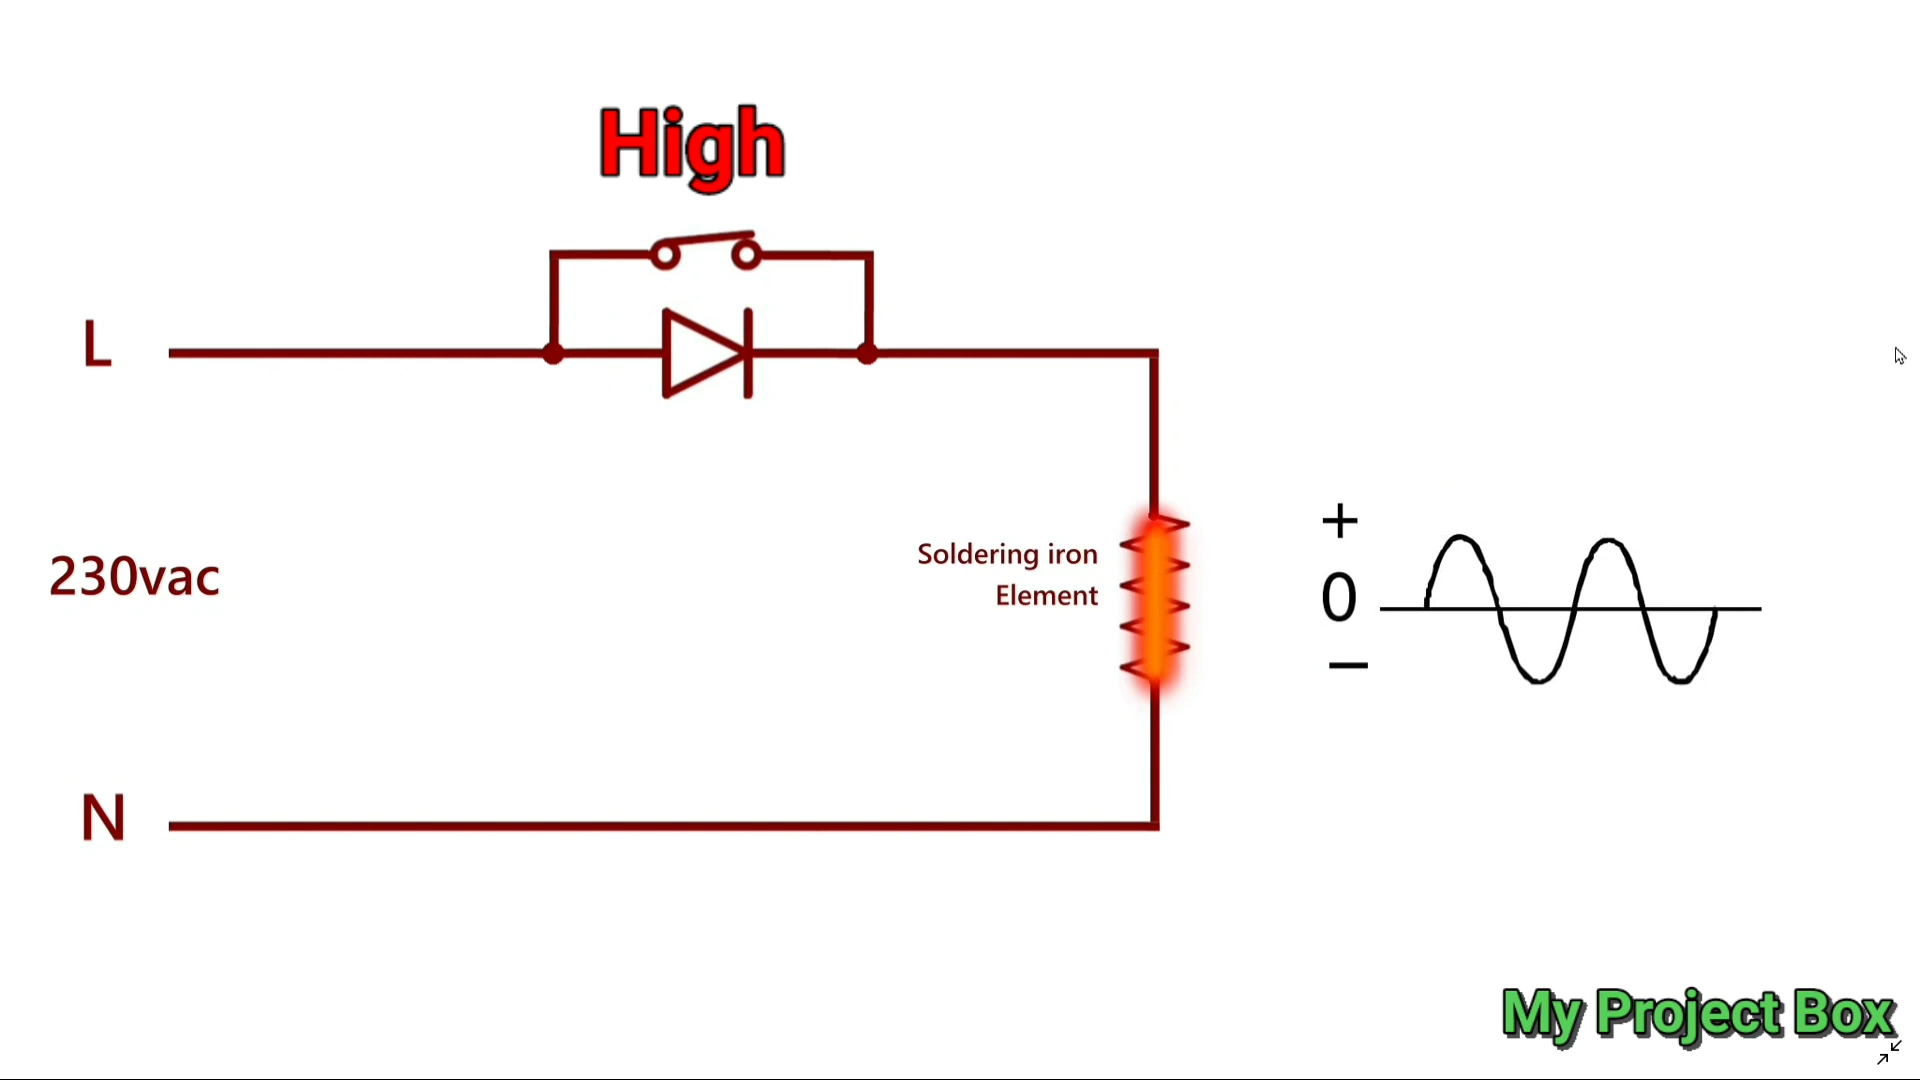 High
L
230vac
Soldering iron
Element
+
0
−
N
My Project Box